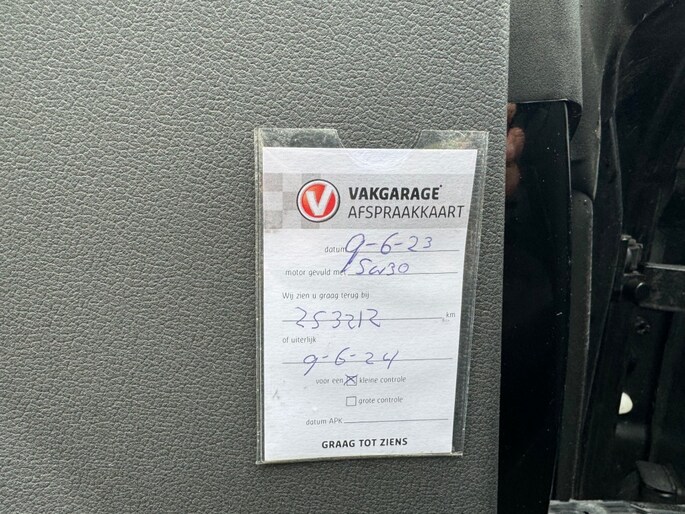 VAKGARAGE
AFSPRAAKKAART
datum 9-6-23
motor gevuld met 5w30
Wij zien u graag terug bij
253212 km
of uiterlijk
9-6-24
voor een kleine controle
grote controle
datum APK
GRAAG TOT ZIENS